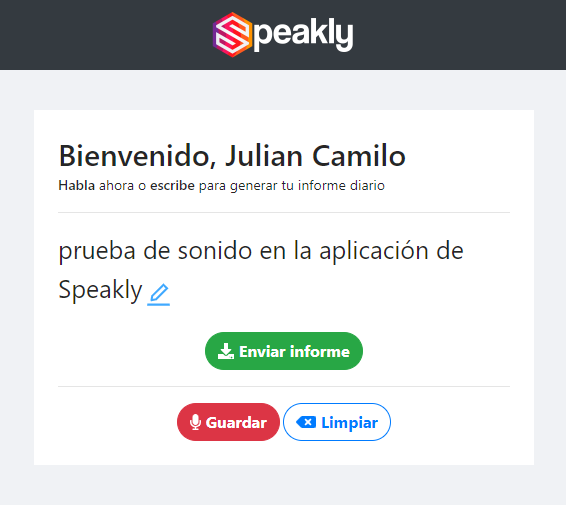 Speakly
Bienvenido, Julian Camilo
Habla ahora o escribe para generar tu informe diario
prueba de sonido en la aplicación de
Speakly
Enviar informe
Guardar Limpiar